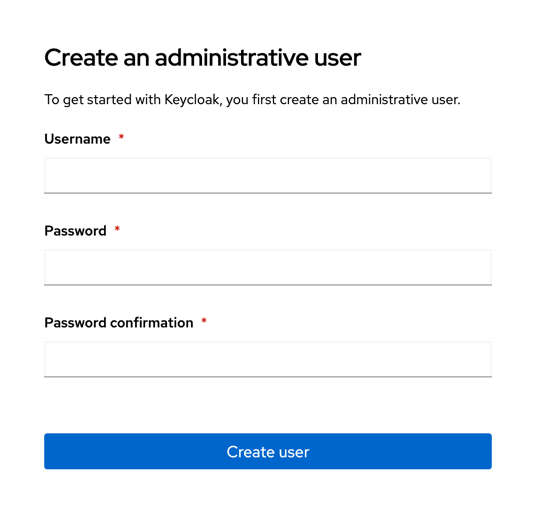 Create an administrative user
To get started with Keycloak, you first create an administrative user.
Username *
Password *
Password confirmation *
Create user